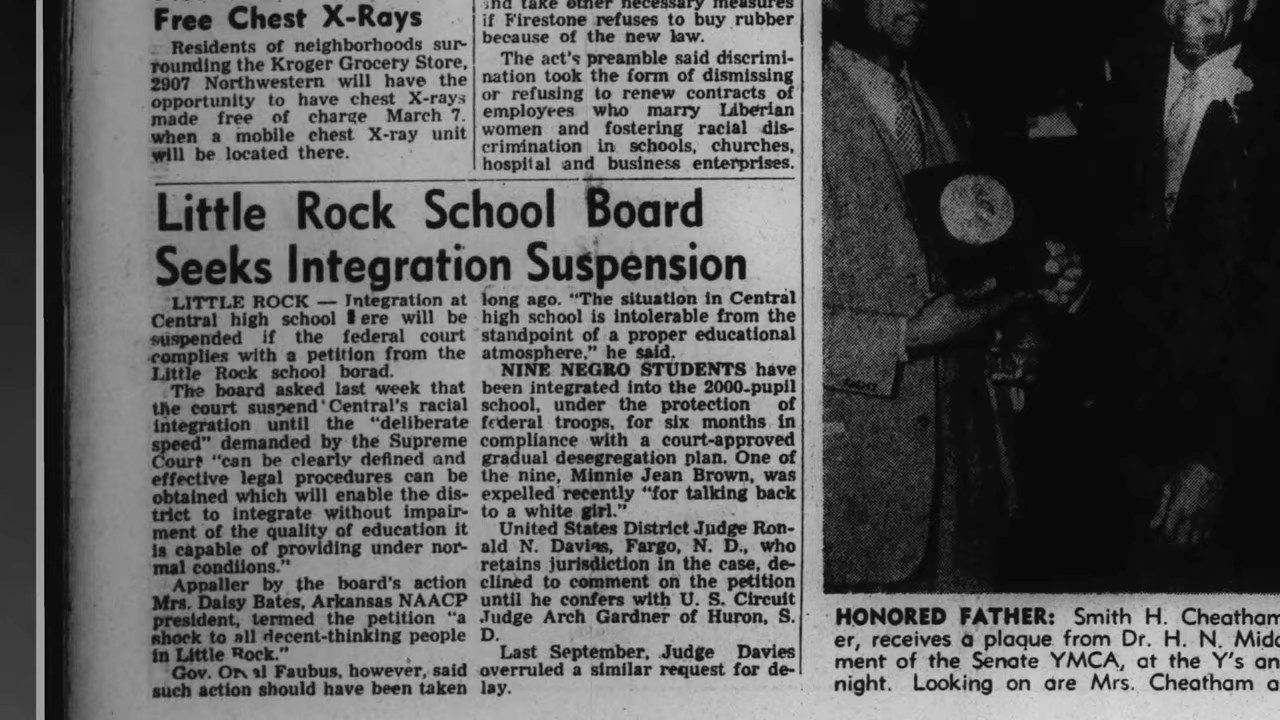 Free Chest X-Rays
Residents of neighborhoods sur-
rounding the Kroger Grocery Store,
2907 Northwestern will have the
opportunity to have chest X-rays
made free of charge March 7.
when a mobile chest X-ray unit
will be located there.
and take other necessary measures
if Firestone refuses to buy rubber
because of the new law.
The act's preamble said discrimi-
nation took the form of dismissing
or refusing to renew contracts of
employees who marry Liberian
women and fostering racial dis-
crimination in schools, churches,
hospital and business enterprises.
Little Rock School Board
Seeks Integration Suspension
LITTLE ROCK — Integration at
Central high school ere will be
suspended if the federal court
complies with a petition from the
Little Rock school borad.
The board asked last week that
the court suspend Central's racial
integration until the "deliberate
speed" demanded by the Supreme
Court "can be clearly defined and
effective legal procedures can be
obtained which will enable the dis-
trict to integrate without impair-
ment of the quality of education it
is capable of providing under nor-
mal condiions."
Appaller by the board's action
Mrs. Daisy Bates, Arkansas NAACP
president, termed the petition "a
shock to all decent-thinking people
in Little Rock."
Gov. Faubus, however, said
such action should have been taken
long ago. "The situation in Central
high school is intolerable from the
standpoint of a proper educational
atmosphere," he said.
NINE NEGRO STUDENTS have
been integrated into the 2000-pupil
school, under the protection of
federal troops, for six months in
compliance with a court-approved
gradual desegregation plan. One of
the nine, Minnie Jean Brown, was
expelled recently "for talking back
to a white girl."
United States District Judge Ron-
ald N. Davies, Fargo, N. D., who
retains jurisdiction in the case, de-
clined to comment on the petition
until he confers with U. S. Circuit
Judge Arch Gardner of Huron, S.
D.
Last September, Judge Davies
overruled a similar request for de-
lay.
HONORED FATHER: Smith H. Cheatham
er, receives a plaque from Dr. H. N. Midd
ment of the Senate YMCA, at the Y's an
night. Looking on are Mrs. Cheatham a